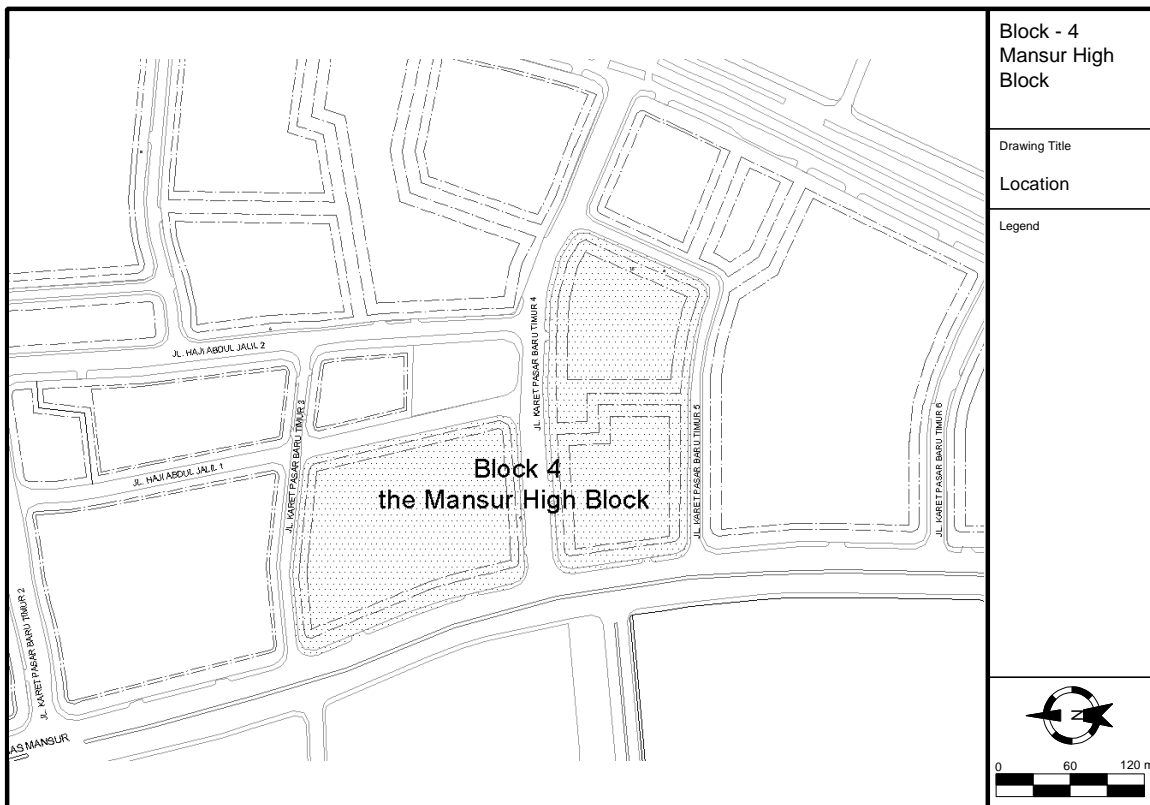 Block - 4
Mansur High
Block
Drawing Title
Location
Legend
JL. HAJI ABDUL JALIL 2
JL. HAJI ABDUL JALIL 1
JL. KARET PASAR BARU TIMUR 2
JL. KARET PASAR BARU TIMUR 3
JL. KARET PASAR BARU TIMUR 4
JL. KARET PASAR BARU TIMUR 5
JL. KARET PASAR BARU TIMUR 6
Block 4
the Mansur High Block
AS MANSUR
N
0 60 120 m